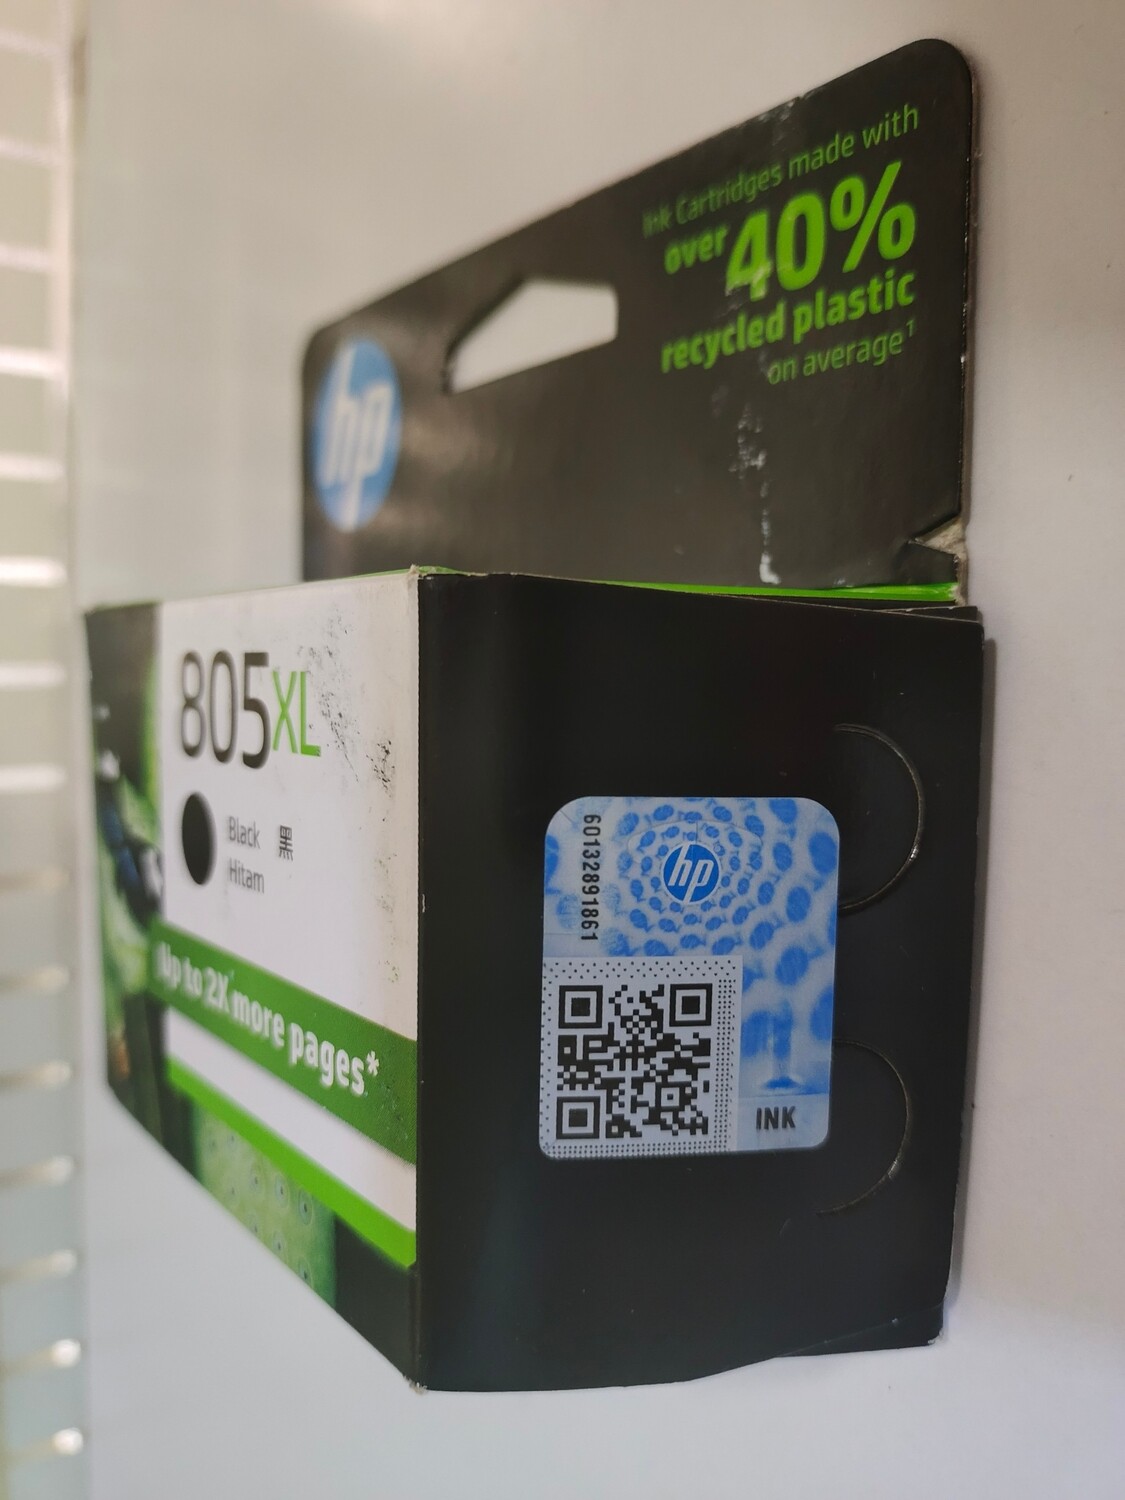 Ink Cartridges made with
over 40%
recycled plastic
on average¹
hp
805XL
Black 黑
Hitam
Up to 2X more pages*
60132891861
hp
INK